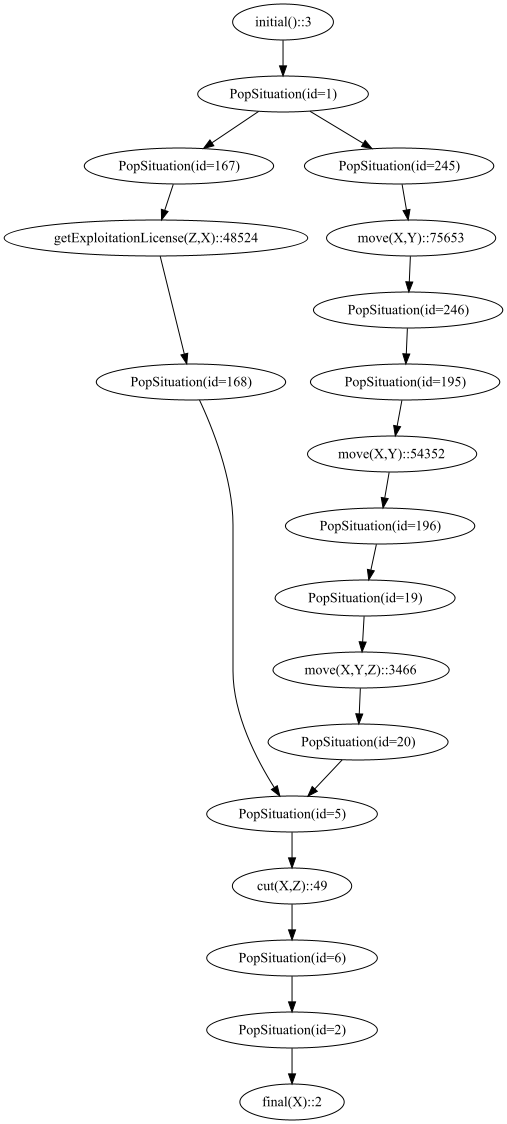 initial()::3
PopSituation(id=1)
PopSituation(id=167)
PopSituation(id=245)
getExploitationLicense(Z,X)::48524
move(X,Y)::75653
PopSituation(id=246)
PopSituation(id=168)
PopSituation(id=195)
move(X,Y)::54352
PopSituation(id=196)
PopSituation(id=19)
move(X,Y,Z)::3466
PopSituation(id=20)
PopSituation(id=5)
cut(X,Z)::49
PopSituation(id=6)
PopSituation(id=2)
final(X)::2